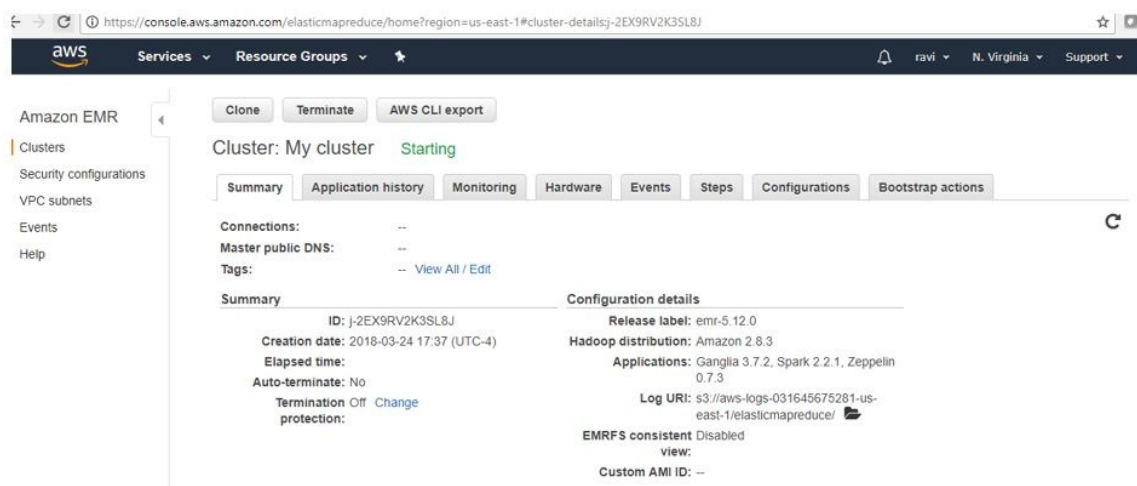 https://console.aws.amazon.com/elasticmapreduce/home?region=us-east-1#cluster-details:j-2EX9RV2K3SL8J
aws Services Resource Groups ravi N. Virginia Support
Amazon EMR
Clusters
Security configurations
VPC subnets
Events
Help
Clone Terminate AWS CLI export
Cluster: My cluster Starting
Summary Application history Monitoring Hardware Events Steps Configurations Bootstrap actions
Connections: --
Master public DNS: --
Tags: -- View All / Edit
Summary
ID: j-2EX9RV2K3SL8J
Creation date: 2018-03-24 17:37 (UTC-4)
Elapsed time:
Auto-terminate: No
Termination Off Change
protection:
Configuration details
Release label: emr-5.12.0
Hadoop distribution: Amazon 2.8.3
Applications: Ganglia 3.7.2, Spark 2.2.1, Zeppelin
0.7.3
Log URI: s3://aws-logs-031645675281-us-
east-1/elasticmapreduce/
EMRFS consistent Disabled
view:
Custom AMI ID: --